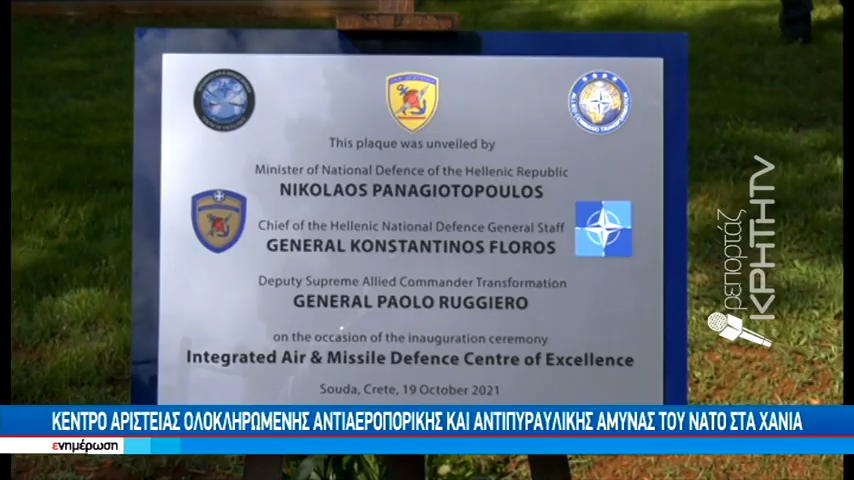 This plaque was unveiled by
Minister of National Defence of the Hellenic Republic
NIKOLAOS PANAGIOTOPOULOS
Chief of the Hellenic National Defence General Staff
GENERAL KONSTANTINOS FLOROS
Deputy Supreme Allied Commander Transformation
GENERAL PAOLO RUGGIERO
on the occasion of the inauguration ceremony
Integrated Air & Missile Defence Centre of Excellence
Souda, Crete, 19 October 2021
ρεπορτάζ
ΚΡΗΤΗTV
ΚΕΝΤΡΟ ΑΡΙΣΤΕΙΑΣ ΟΛΟΚΛΗΡΩΜΕΝΗΣ ΑΝΤΙΑΕΡΟΠΟΡΙΚΗΣ ΚΑΙ ΑΝΤΙΠΥΡΑΥΛΙΚΗΣ ΑΜΥΝΑΣ ΤΟΥ ΝΑΤΟ ΣΤΑ ΧΑΝΙΑ
ενημέρωση